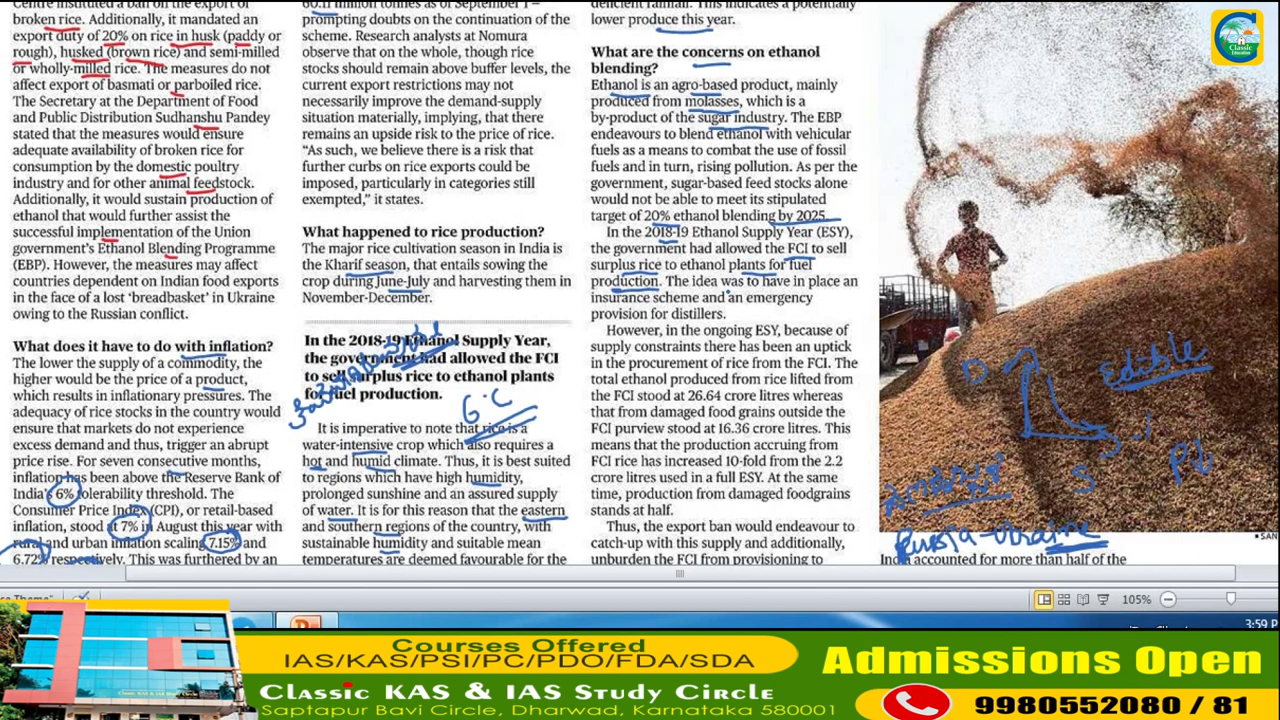 Centre instituted a ban on the export of
broken rice. Additionally, it mandated an
export duty of 20% on rice in husk (paddy or
rough), husked (brown rice) and semi-milled
or wholly-milled rice. The measures do not
affect export of basmati or parboiled rice.
The Secretary at the Department of Food
and Public Distribution Sudhanshu Pandey
stated that the measures would ensure
adequate availability of broken rice for
consumption by the domestic poultry
industry and for other animal feedstock.
Additionally, it would sustain production of
ethanol that would further assist the
successful implementation of the Union
government's Ethanol Blending Programme
(EBP). However, the measures may affect
countries dependent on Indian food exports
in the face of a lost 'breadbasket' in Ukraine
owing to the Russian conflict.
What does it have to do with inflation?
The lower the supply of a commodity, the
higher would be the price of a product,
which results in inflationary pressures. The
adequacy of rice stocks in the country would
ensure that markets do not experience
excess demand and thus, trigger an abrupt
price rise. For seven consecutive months,
inflation has been above the Reserve Bank of
India's 6% tolerability threshold. The
Consumer Price Index (CPI), or retail-based
inflation, stood at 7% in August this year with
rural and urban inflation scaling 7.15% and
6.72% respectively. This was furthered by an
60.11 million tonnes as of September 1 –
prompting doubts on the continuation of the
scheme. Research analysts at Nomura
observe that on the whole, though rice
stocks should remain above buffer levels, the
current export restrictions may not
necessarily improve the demand-supply
situation materially, implying, that there
remains an upside risk to the price of rice.
"As such, we believe there is a risk that
further curbs on rice exports could be
imposed, particularly in categories still
exempted," it states.
What happened to rice production?
The major rice cultivation season in India is
the Kharif season, that entails sowing the
crop during June-July and harvesting them in
November-December.
In the 2018-19 Ethanol Supply Year,
the government had allowed the FCI
to sell surplus rice to ethanol plants
for fuel production.
G.C
It is imperative to note that rice is a
water-intensive crop which also requires a
hot and humid climate. Thus, it is best suited
to regions which have high humidity,
prolonged sunshine and an assured supply
of water. It is for this reason that the eastern
and southern regions of the country, with
sustainable humidity and suitable mean
temperatures are deemed favourable for the
deficient rainfall. This indicates a potentially
lower produce this year.
What are the concerns on ethanol
blending?
Ethanol is an agro-based product, mainly
produced from molasses, which is a
by-product of the sugar industry. The EBP
endeavours to blend ethanol with vehicular
fuels as a means to combat the use of fossil
fuels and in turn, rising pollution. As per the
government, sugar-based feed stocks alone
would not be able to meet its stipulated
target of 20% ethanol blending by 2025.
In the 2018-19 Ethanol Supply Year (ESY),
the government had allowed the FCI to sell
surplus rice to ethanol plants for fuel
production. The idea was to have in place an
insurance scheme and an emergency
provision for distillers.
However, in the ongoing ESY, because of
supply constraints there has been an uptick
in the procurement of rice from the FCI. The
total ethanol produced from rice lifted from
the FCI stood at 26.64 crore litres whereas
that from damaged food grains outside the
FCI purview stood at 16.36 crore litres. This
means that the production accruing from
FCI rice has increased 10-fold from the 2.2
crore litres used in a full ESY. At the same
time, production from damaged foodgrains
stands at half.
Thus, the export ban would endeavour to
catch-up with this supply and additionally,
unburden the FCI from provisioning to
Classic
Education
D
Edible
S
P↓
Russia-Ukraine
SAN
India accounted for more than half of the
105%
3:59 P
Courses Offered
IAS/KAS/PSI/PC/PDO/FDA/SDA
Classic KAS & IAS Study Circle
Saptapur Bavi Circle, Dharwad, Karnataka 580001
Admissions Open
9980552080 / 81